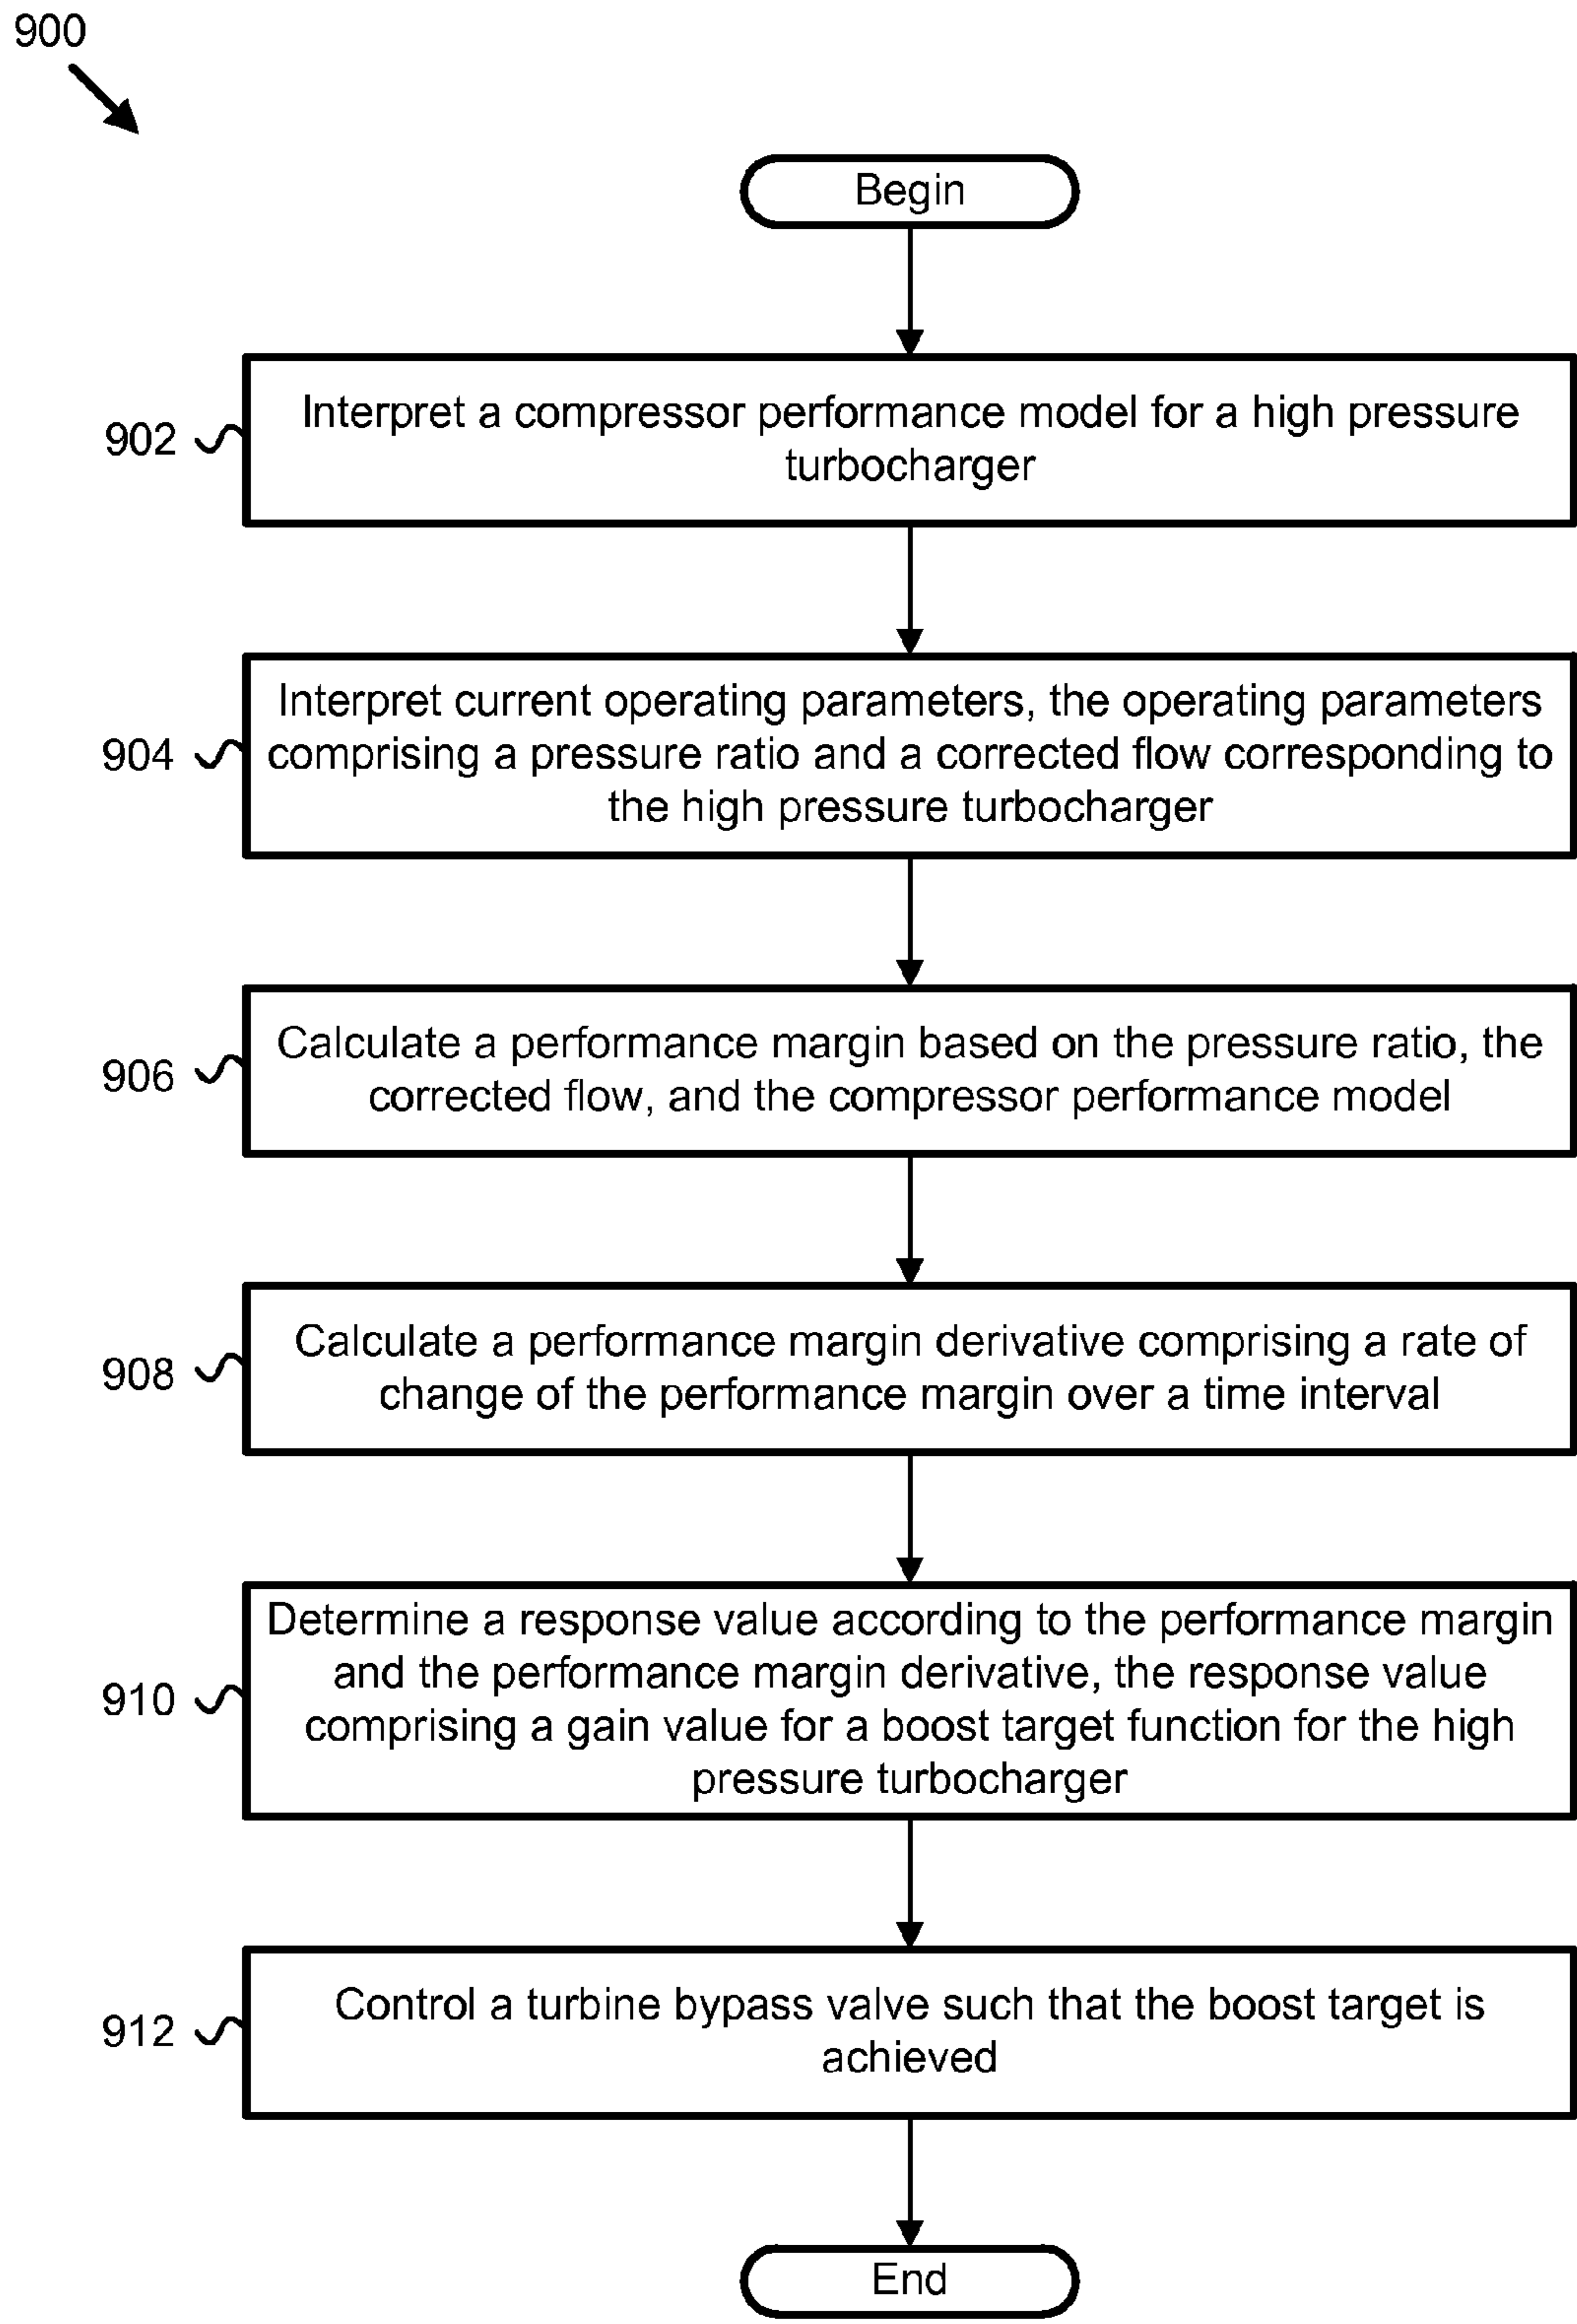 900
Begin
902
Interpret a compressor performance model for a high pressure
turbocharger
904
Interpret current operating parameters, the operating parameters
comprising a pressure ratio and a corrected flow corresponding to
the high pressure turbocharger
906
Calculate a performance margin based on the pressure ratio, the
corrected flow, and the compressor performance model
908
Calculate a performance margin derivative comprising a rate of
change of the performance margin over a time interval
910
Determine a response value according to the performance margin
and the performance margin derivative, the response value
comprising a gain value for a boost target function for the high
pressure turbocharger
912
Control a turbine bypass valve such that the boost target is
achieved
End